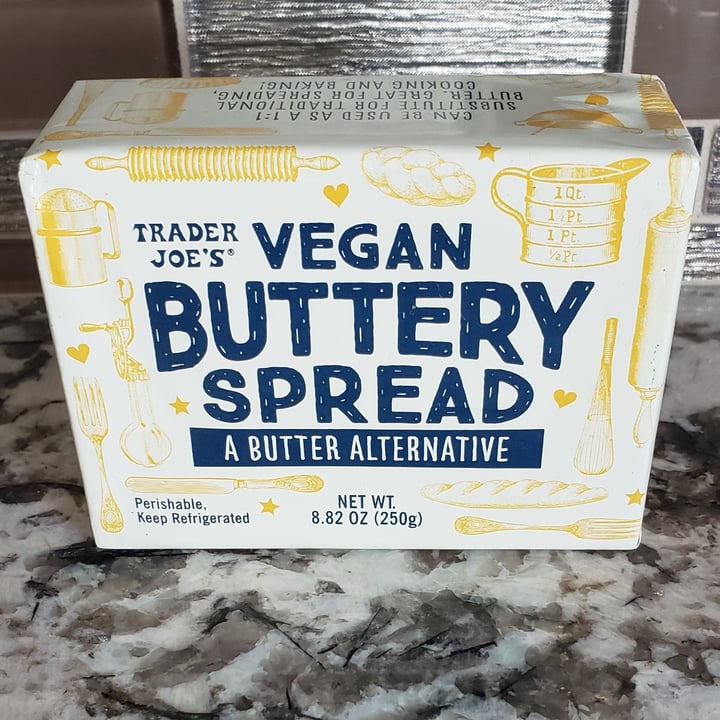 CAN BE USED AS A 1:1
SUBSTITUTE FOR TRADITIONAL
BUTTER. GREAT FOR SPREADING,
COOKING AND BAKING!
TRADER
JOE'S®
VEGAN
BUTTERY
SPREAD
A BUTTER ALTERNATIVE
1 Qt.
1½ Pt
1 Pt.
½ Pt.
Perishable,
Keep Refrigerated
NET WT.
8.82 OZ (250g)